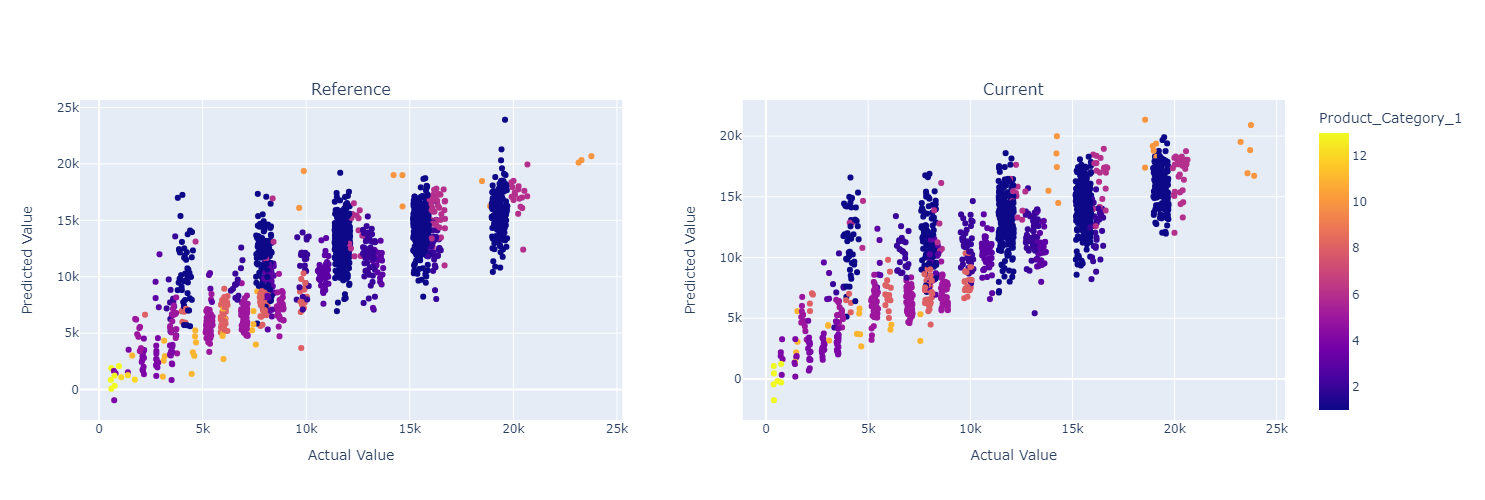 Reference
Current
Product_Category_1
25k
20k
15k
10k
5k
0
Predicted Value
0
5k
10k
15k
20k
25k
Actual Value
20k
15k
10k
5k
0
Predicted Value
0
5k
10k
15k
20k
25k
Actual Value
12
10
8
6
4
2